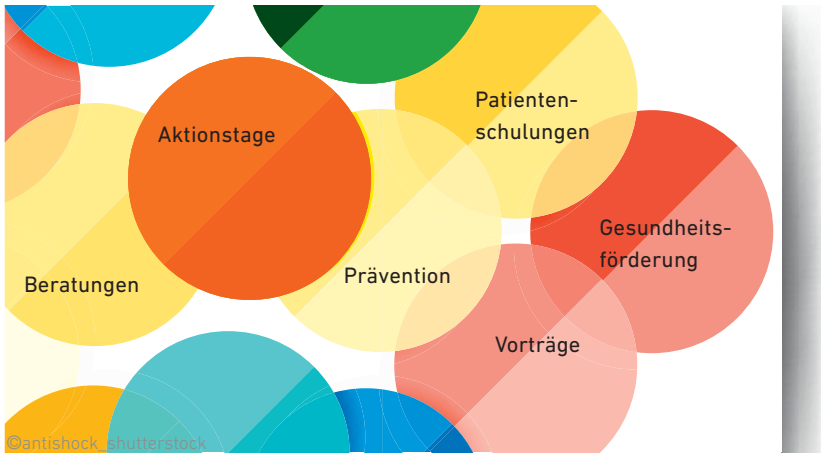 Patienten-
schulungen
Aktionstage
Gesundheits-
förderung
Prävention
Beratungen
Vorträge
©antishock_shutterstock